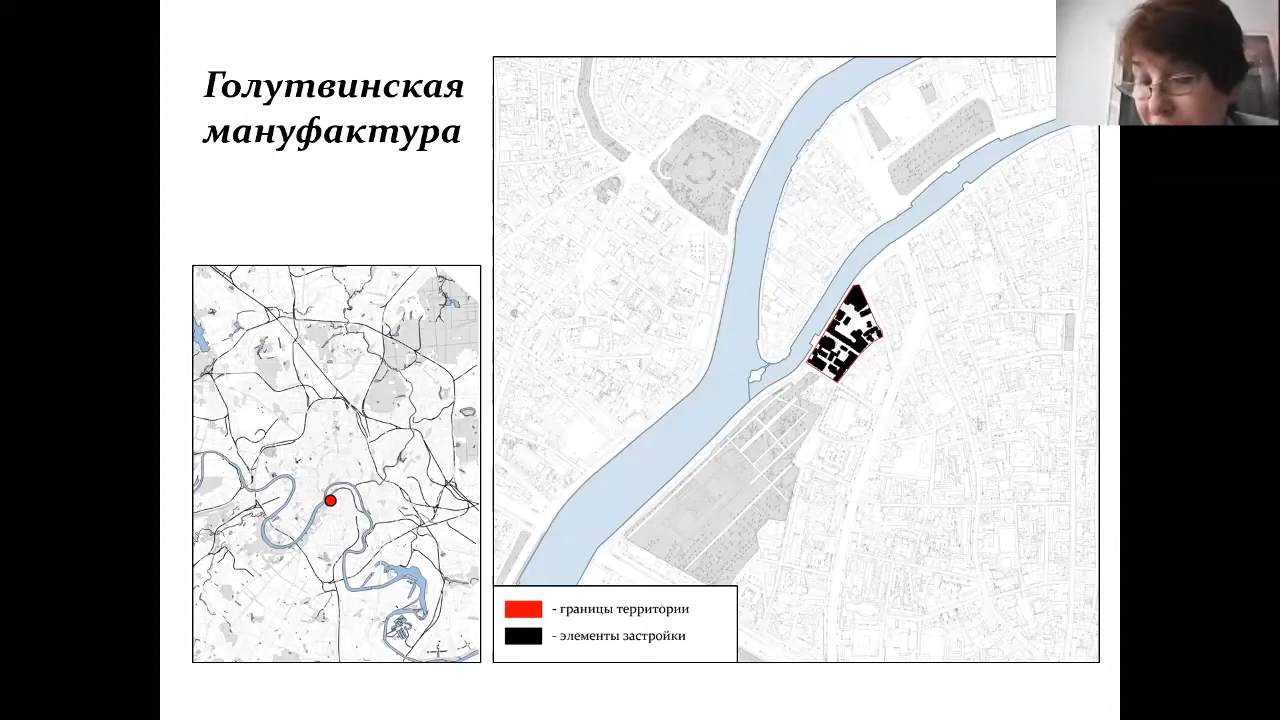 Голутвинская
мануфактура
- границы территории
- элементы застройки